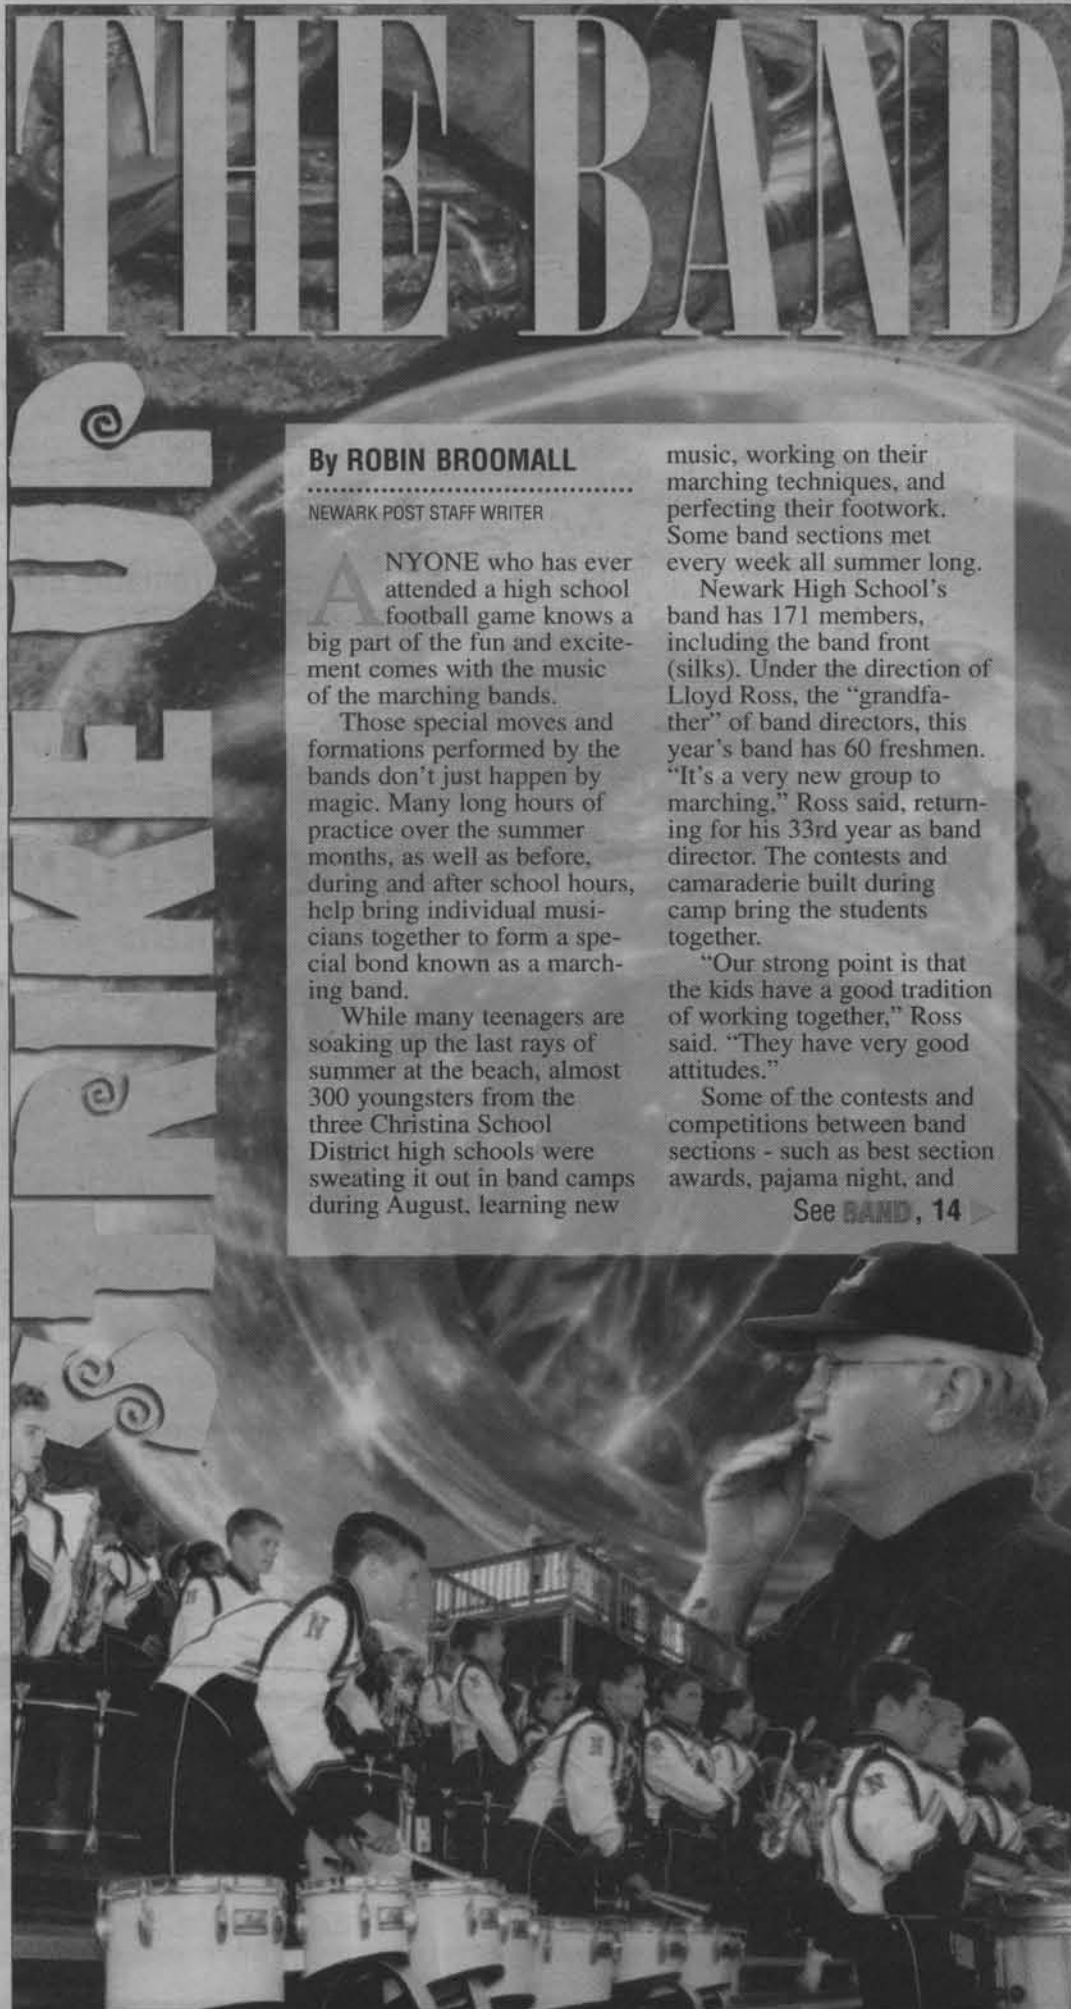 STRIKE UP
THE BAND
By ROBIN BROOMALL
NEWARK POST STAFF WRITER
ANYONE who has ever
attended a high school
football game knows a
big part of the fun and excite-
ment comes with the music
of the marching bands.
Those special moves and
formations performed by the
bands don't just happen by
magic. Many long hours of
practice over the summer
months, as well as before,
during and after school hours,
help bring individual musi-
cians together to form a spe-
cial bond known as a march-
ing band.
While many teenagers are
soaking up the last rays of
summer at the beach, almost
300 youngsters from the
three Christina School
District high schools were
sweating it out in band camps
during August, learning new
music, working on their
marching techniques, and
perfecting their footwork.
Some band sections met
every week all summer long.
Newark High School's
band has 171 members,
including the band front
(silks). Under the direction of
Lloyd Ross, the "grandfa-
ther" of band directors, this
year's band has 60 freshmen.
"It's a very new group to
marching," Ross said, return-
ing for his 33rd year as band
director. The contests and
camaraderie built during
camp bring the students
together.
"Our strong point is that
the kids have a good tradition
of working together," Ross
said. "They have very good
attitudes."
Some of the contests and
competitions between band
sections - such as best section
awards, pajama night, and
See BAND, 14
N
N
N
N